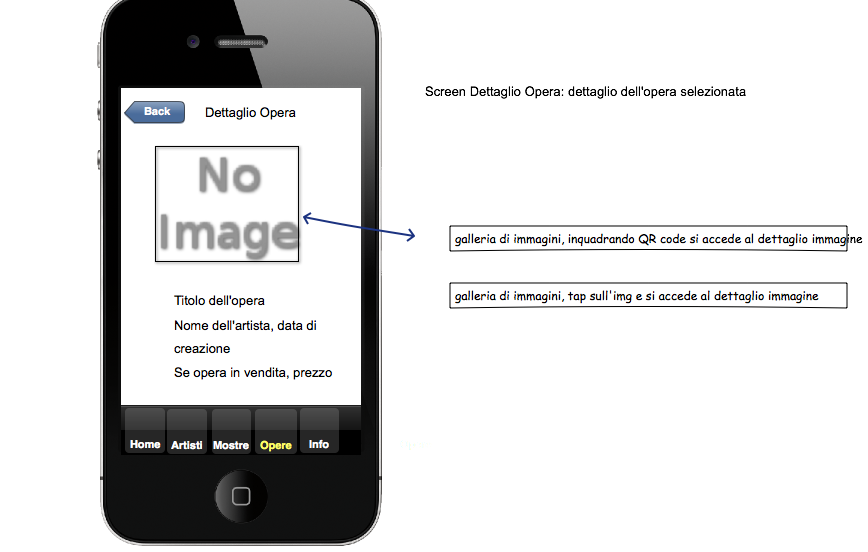 Screen Dettaglio Opera: dettaglio dell'opera selezionata
Back
Dettaglio Opera
No
Image
galleria di immagini, inquadrando QR code si accede al dettaglio immagine
galleria di immagini, tap sull'img e si accede al dettaglio immagine
Titolo dell'opera
Nome dell'artista, data di
creazione
Se opera in vendita, prezzo
Home Artisti Mostre Opere Info